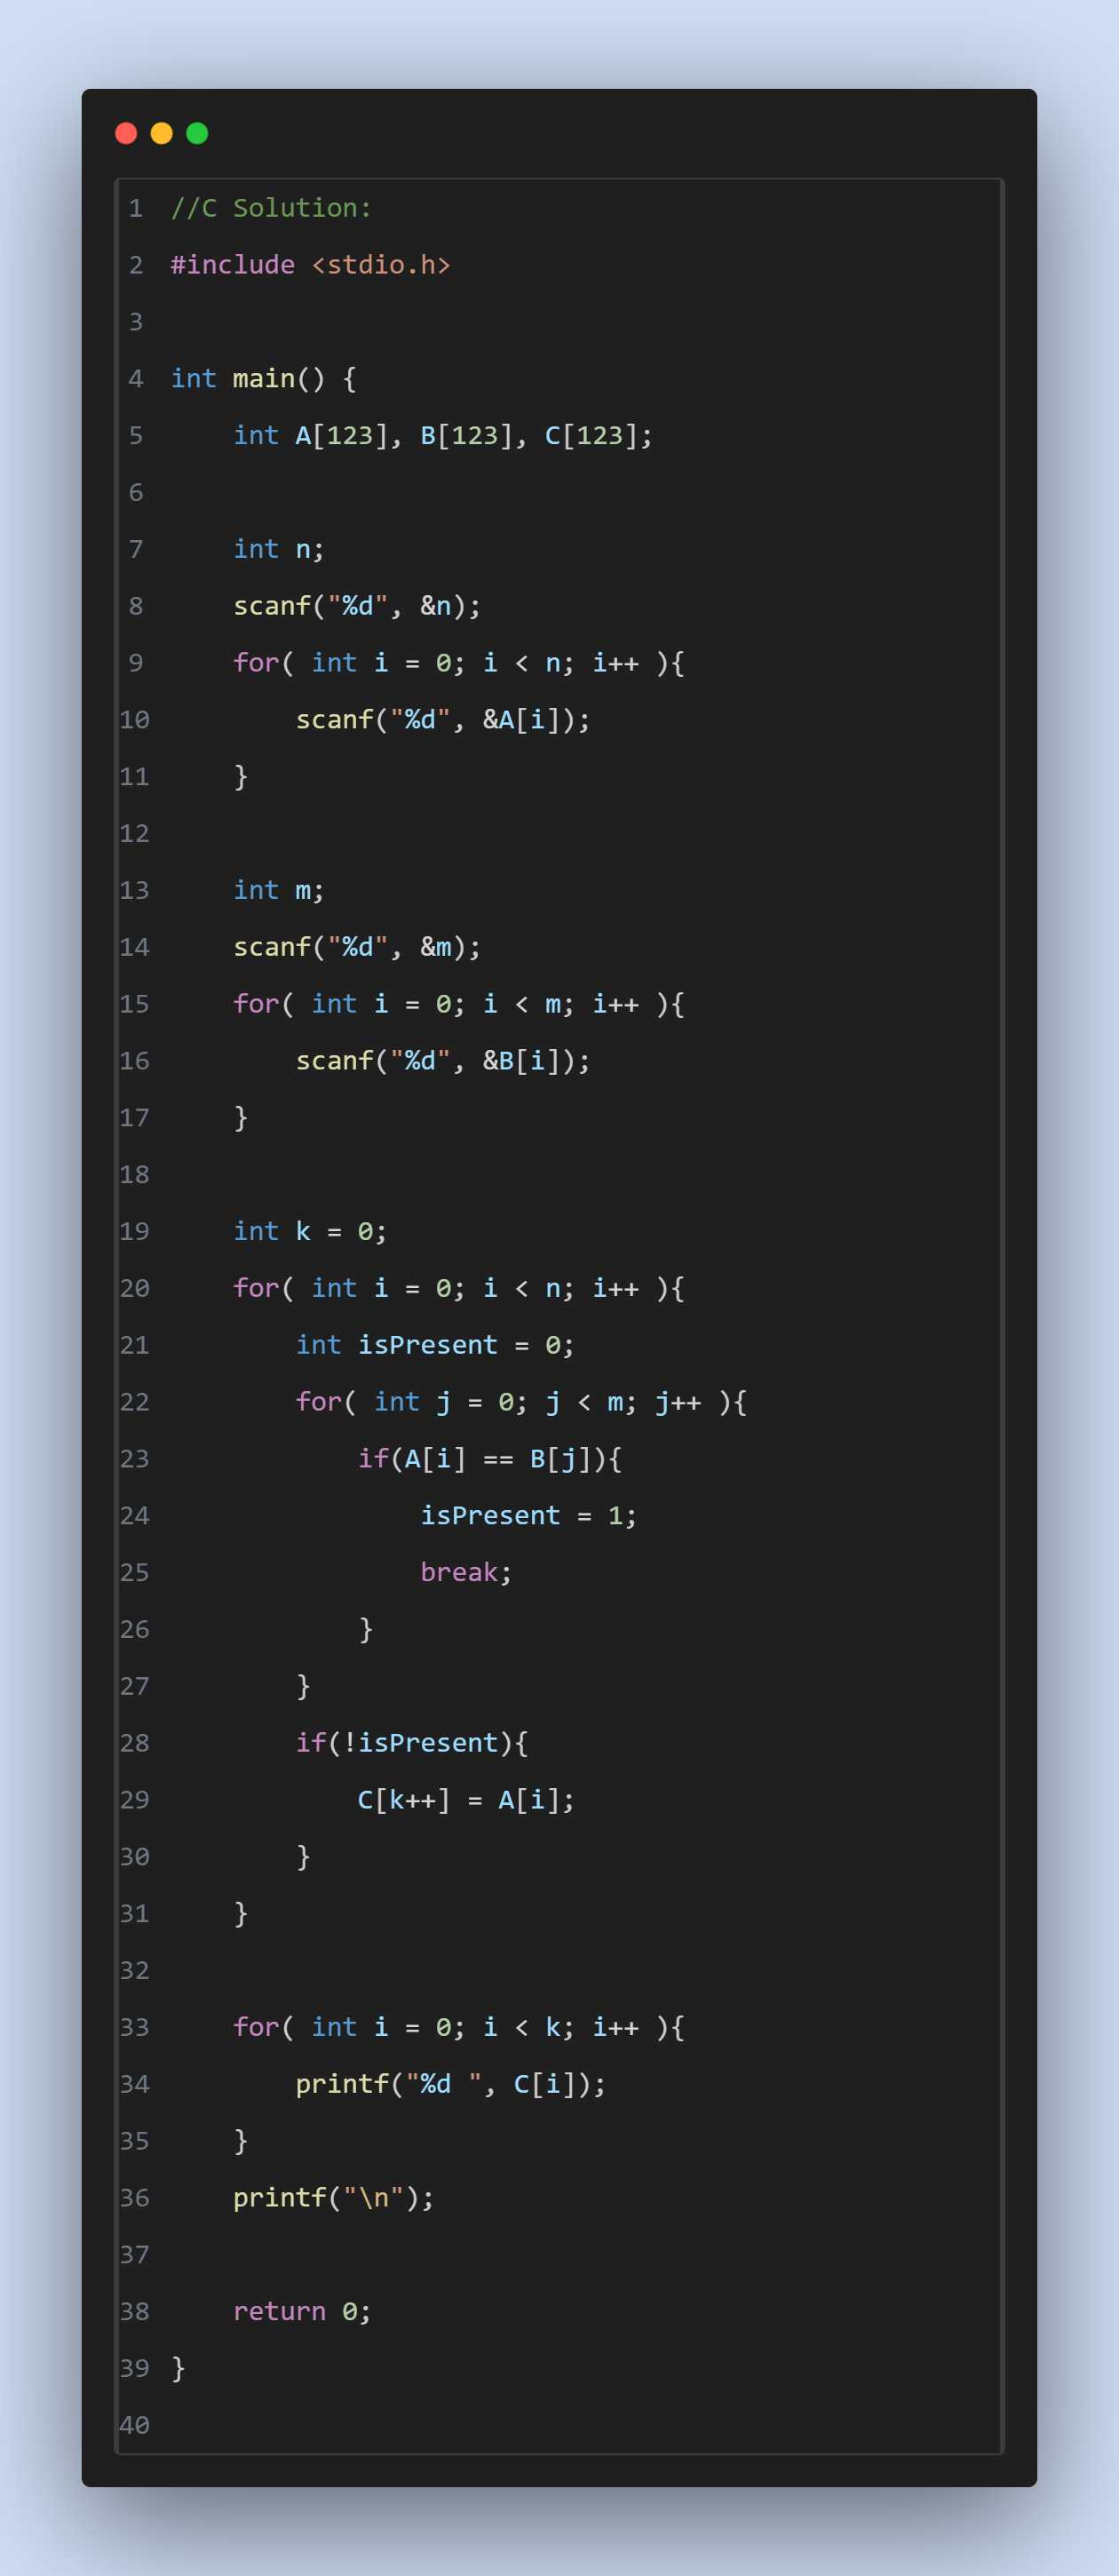 1 //C Solution:
2 #include <stdio.h>
3
4 int main() {
5     int A[123], B[123], C[123];
6
7     int n;
8     scanf("%d", &n);
9     for( int i = 0; i < n; i++ ){
10         scanf("%d", &A[i]);
11     }
12
13     int m;
14     scanf("%d", &m);
15     for( int i = 0; i < m; i++ ){
16         scanf("%d", &B[i]);
17     }
18
19     int k = 0;
20     for( int i = 0; i < n; i++ ){
21         int isPresent = 0;
22         for( int j = 0; j < m; j++ ){
23             if(A[i] == B[j]){
24                 isPresent = 1;
25                 break;
26             }
27         }
28         if(!isPresent){
29             C[k++] = A[i];
30         }
31     }
32
33     for( int i = 0; i < k; i++ ){
34         printf("%d ", C[i]);
35     }
36     printf("\n");
37
38     return 0;
39 }
40